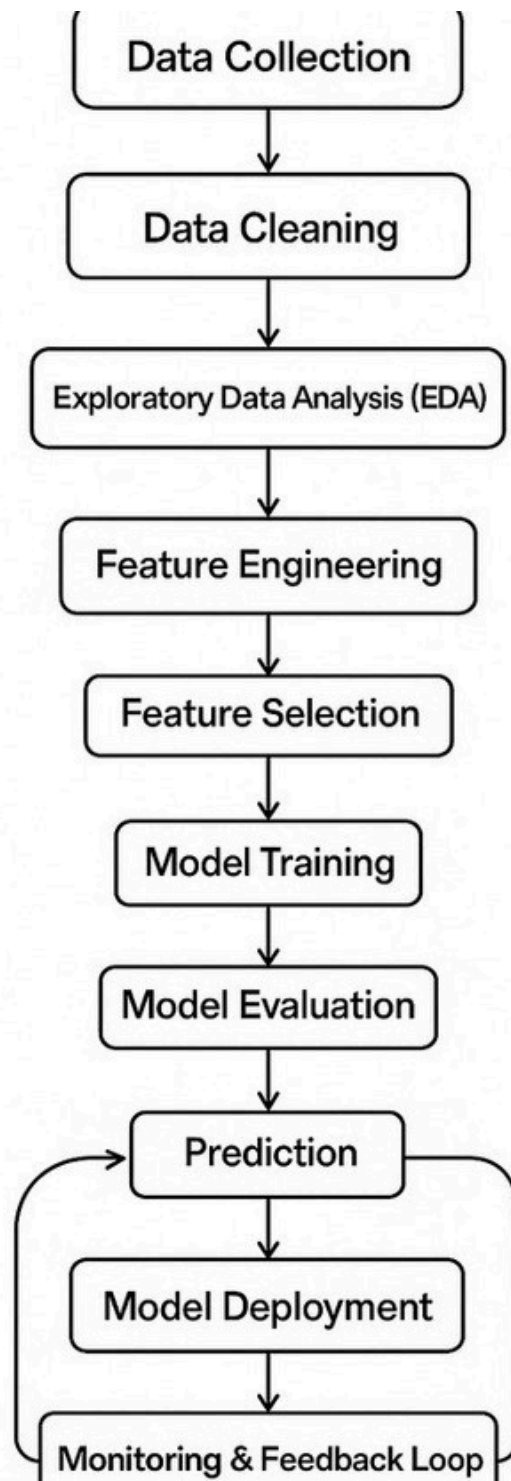 Data Collection
Data Cleaning
Exploratory Data Analysis (EDA)
Feature Engineering
Feature Selection
Model Training
Model Evaluation
Prediction
Model Deployment
Monitoring & Feedback Loop